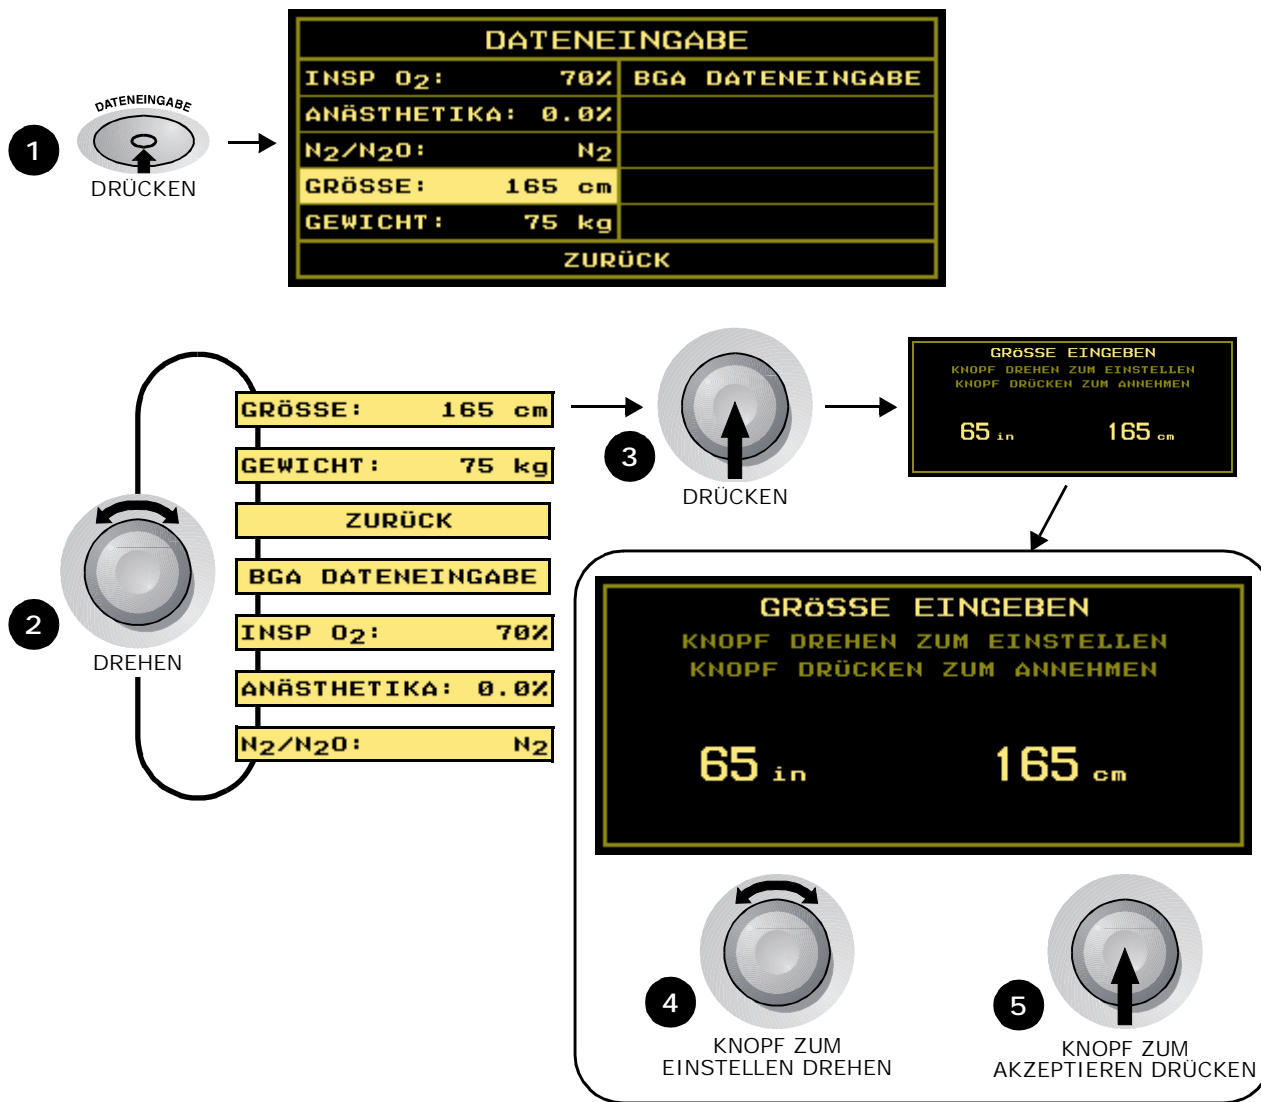 DATENEINGABE
INSP O2: 70% BGA DATENEINGABE
ANÄSTHETIKA: 0.0%
N2/N2O: N2
GRÖSSE: 165 cm
GEWICHT: 75 kg
ZURÜCK
DATENEINGABE
1
DRÜCKEN
GRÖSSE: 165 cm
GEWICHT: 75 kg
ZURÜCK
BGA DATENEINGABE
INSP O2: 70%
ANÄSTHETIKA: 0.0%
N2/N2O: N2
2
DREHEN
3
DRÜCKEN
GRÖSSE EINGEBEN
KNOPF DREHEN ZUM EINSTELLEN
KNOPF DRÜCKEN ZUM ANNEHMEN
65 in 165 cm
GRÖSSE EINGEBEN
KNOPF DREHEN ZUM EINSTELLEN
KNOPF DRÜCKEN ZUM ANNEHMEN
65 in 165 cm
4
KNOPF ZUM
EINSTELLEN DREHEN
5
KNOPF ZUM
AKZEPTIEREN DRÜCKEN